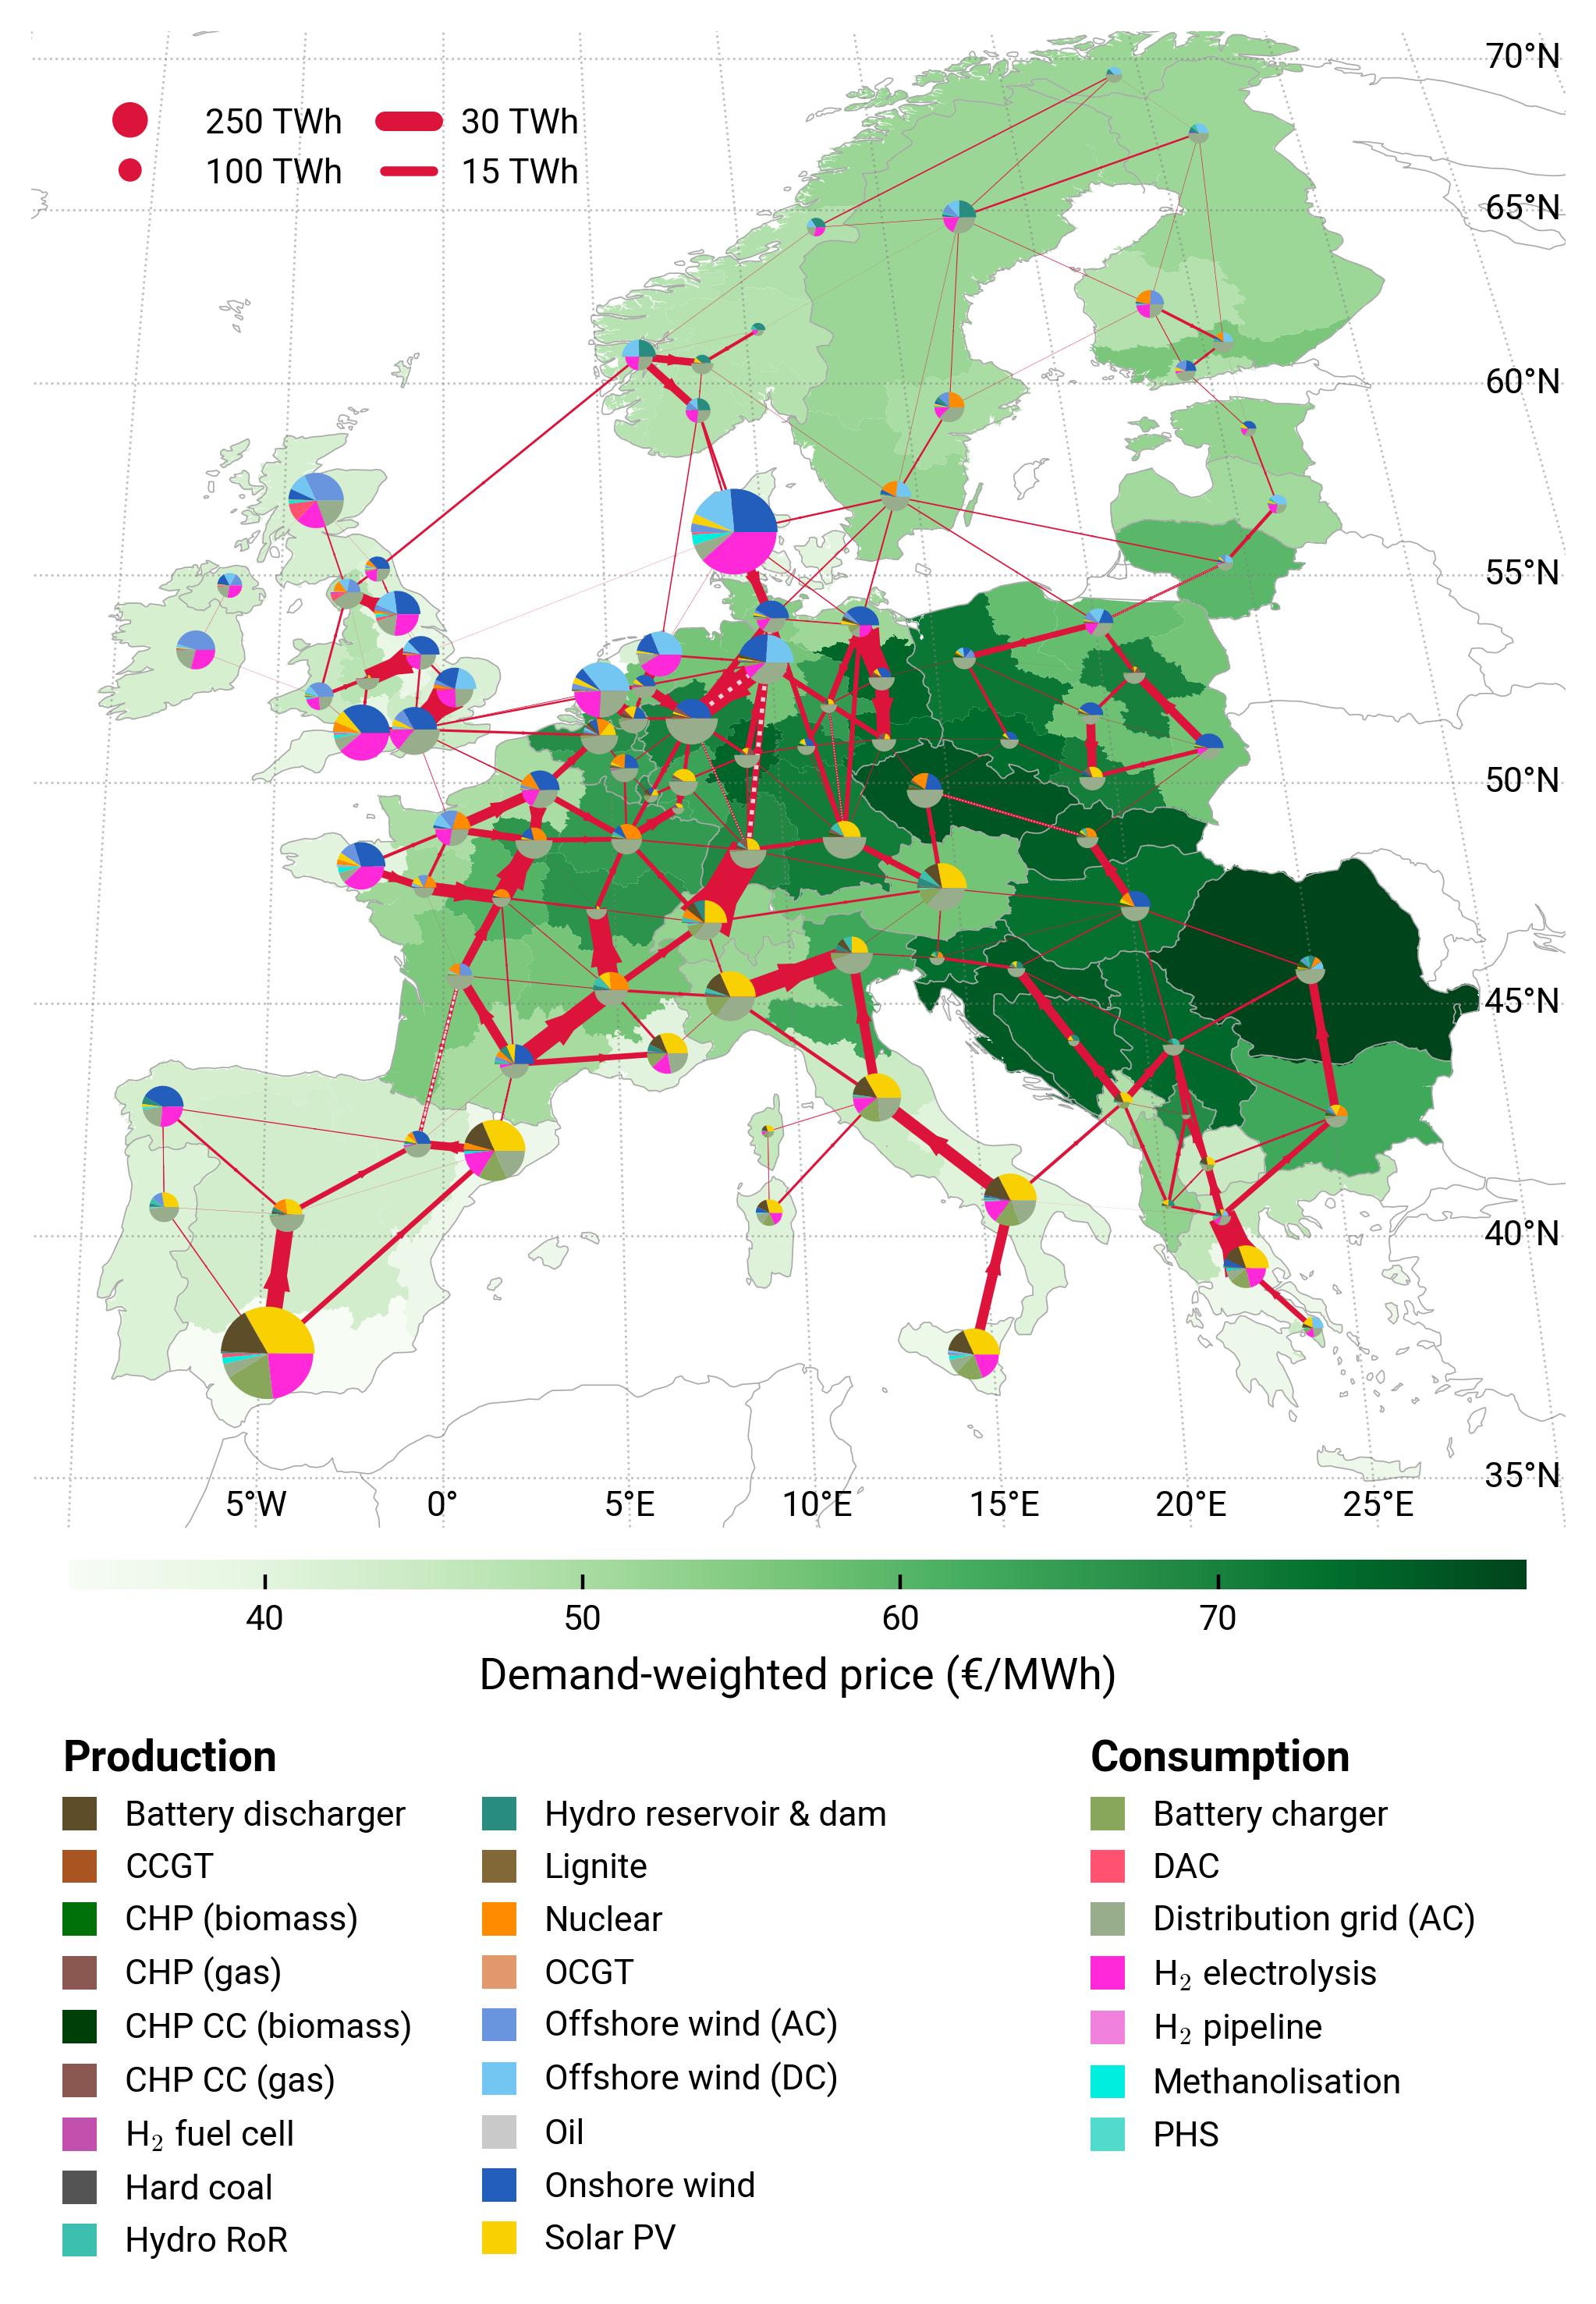 70°N
250 TWh 30 TWh
100 TWh 15 TWh
65°N
60°N
55°N
50°N
45°N
40°N
35°N
5°W 0° 5°E 10°E 15°E 20°E 25°E
40 50 60 70
Demand-weighted price (€/MWh)
Production
Battery discharger
CCGT
CHP (biomass)
CHP (gas)
CHP CC (biomass)
CHP CC (gas)
H₂ fuel cell
Hard coal
Hydro RoR
Hydro reservoir & dam
Lignite
Nuclear
OCGT
Offshore wind (AC)
Offshore wind (DC)
Oil
Onshore wind
Solar PV
Consumption
Battery charger
DAC
Distribution grid (AC)
H₂ electrolysis
H₂ pipeline
Methanolisation
PHS